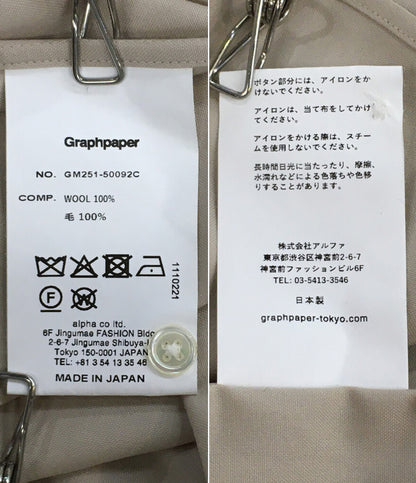 Graphpaper
NO. GM251-50092C
COMP. WOOL 100%
毛 100%
1110221
alpha co ltd.
6F Jingumae FASHION Bldg
2-6-7 Jingumae Shibuya-
Tokyo 150-0001 JAPAN
TEL: +81 3 54 13 35 46
MADE IN JAPAN
ボタン部分には、アイロンをか
けないでください。
アイロンは、当て布をしてかけ
てください。
アイロンをかける際は、スチー
ムを使用しないでください。
長時間日光に当たったり、摩擦、
水濡れなどによる色落ちや色移
りすることがあります。
株式会社アルファ
東京都渋谷区神宮前2-6-7
神宮前ファッションビル6F
TEL: 03-5413-3546
日本製
graphpaper-tokyo.com